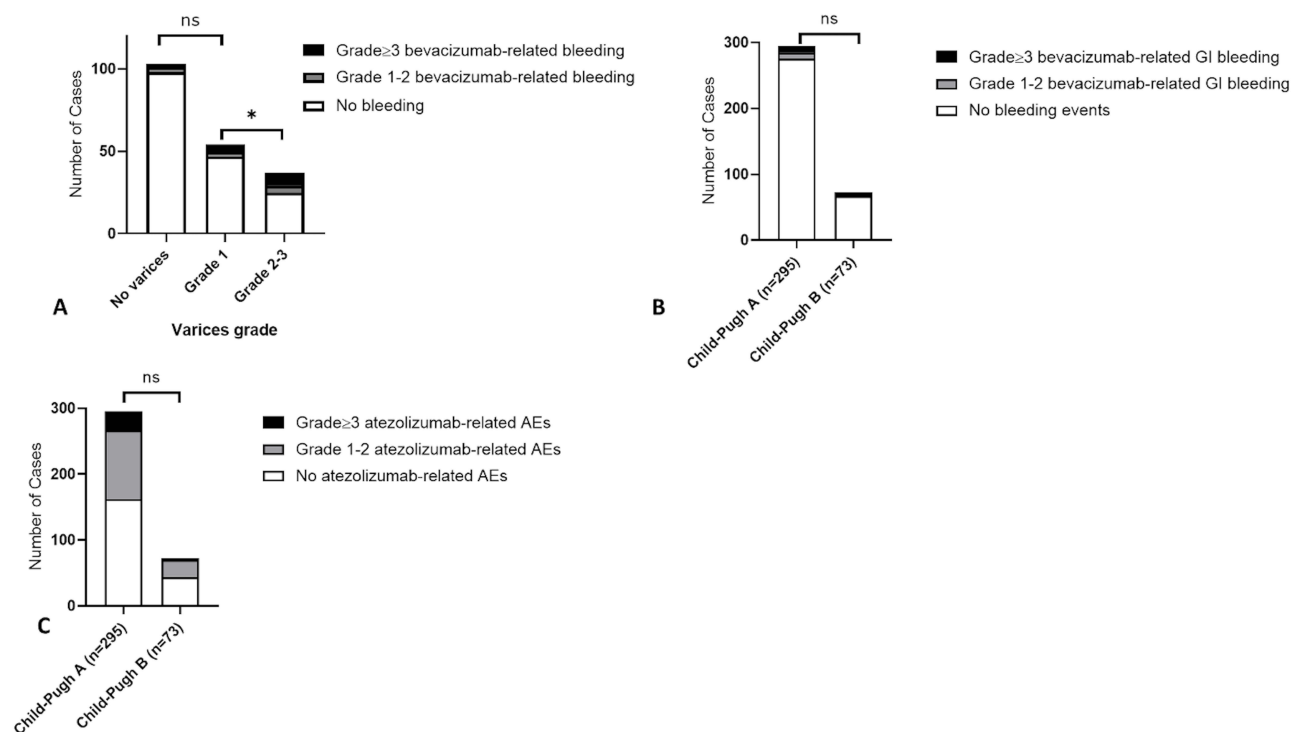 ns
Grade≥3 bevacizumab-related bleeding
Grade 1-2 bevacizumab-related bleeding
No bleeding
*
100
50
0
Number of Cases
No varices
Grade 1
Grade 2-3
Varices grade
A
ns
Grade≥3 bevacizumab-related GI bleeding
Grade 1-2 bevacizumab-related GI bleeding
No bleeding events
300
200
100
0
Number of Cases
Child-Pugh A (n=295)
Child-Pugh B (n=73)
B
ns
Grade≥3 atezolizumab-related AEs
Grade 1-2 atezolizumab-related AEs
No atezolizumab-related AEs
300
200
100
0
Number of Cases
Child-Pugh A (n=295)
Child-Pugh B (n=73)
C